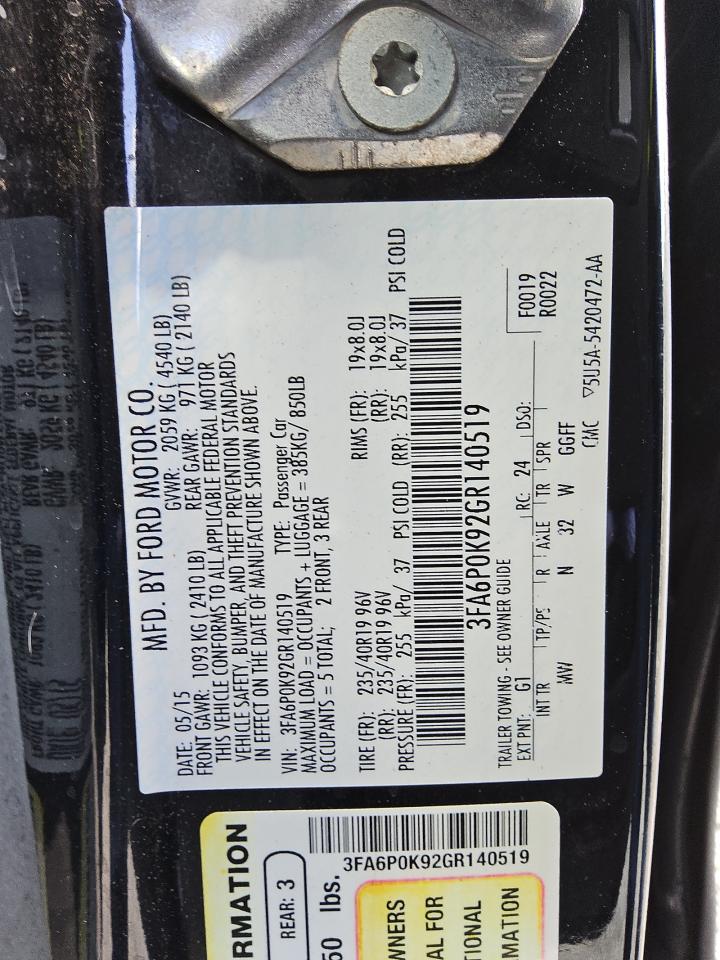 MFD. BY FORD MOTOR CO.
DATE: 05/15 GVWR: 2059 KG ( 4540 LB)
FRONT GAWR: 1093 KG ( 2410 LB) REAR GAWR: 971 KG ( 2140 LB)
THIS VEHICLE CONFORMS TO ALL APPLICABLE FEDERAL MOTOR
VEHICLE SAFETY, BUMPER, AND THEFT PREVENTION STANDARDS
IN EFFECT ON THE DATE OF MANUFACTURE SHOWN ABOVE.
VIN: 3FA6P0K92GR140519 TYPE: Passenger Car
MAXIMUM LOAD = OCCUPANTS + LUGGAGE = 385KG/ 850LB
OCCUPANTS = 5 TOTAL; 2 FRONT, 3 REAR
TIRE (FR): 235/40R19 96V RIMS (FR): 19x8.0J
(RR): 235/40R19 96V (RR): 19x8.0J
PRESSURE (FR): 255 kPa/ 37 PSI COLD (RR): 255 kPa/ 37 PSI COLD
3FA6P0K92GR140519
TRAILER TOWING - SEE OWNER GUIDE F0019
EXT PNT: G1 RC: 24 DSO: R0022
INT TR TP/PS R AXLE TR SPR
MW N 32 W GGFF
CMC ▽5U5A-5420472-AA
RMATION
REAR: 3
50 lbs.
3FA6P0K92GR140519
WNERS
AL FOR
TIONAL
MATION